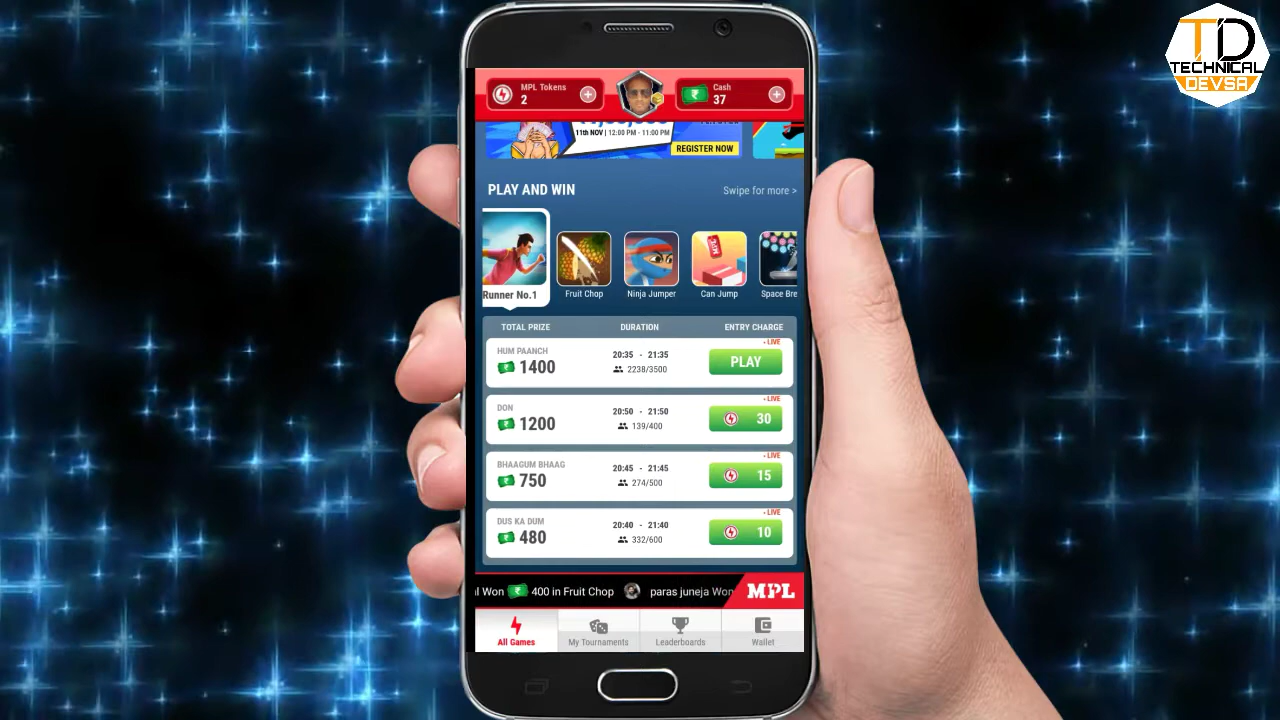 TD
TECHNICAL
DEVSA
MPL Tokens
2
Cash
37
11th NOV | 12:00 PM - 11:00 PM
REGISTER NOW
PLAY AND WIN
Swipe for more >
MPL
Runner No.1
Fruit Chop
Ninja Jumper
Can Jump
Space Bre
TOTAL PRIZE DURATION ENTRY CHARGE
HUM PAANCH
1400
20:35 - 21:35
2238/3500
• LIVE
PLAY
DON
1200
20:50 - 21:50
139/400
• LIVE
30
BHAAGUM BHAAG
750
20:45 - 21:45
274/500
• LIVE
15
DUS KA DUM
480
20:40 - 21:40
332/600
• LIVE
10
l Won ₹ 400 in Fruit Chop paras juneja Won
MPL
All Games
My Tournaments
Leaderboards
Wallet